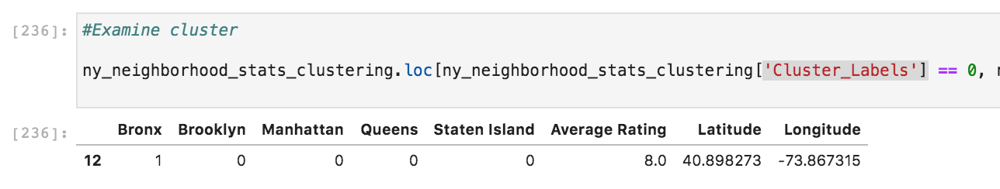 [236]: #Examine cluster
ny_neighborhood_stats_clustering.loc[ny_neighborhood_stats_clustering['Cluster_Labels'] == 0,
[236]: Bronx Brooklyn Manhattan Queens Staten Island Average Rating Latitude Longitude
12 1 0 0 0 0 8.0 40.898273 -73.867315